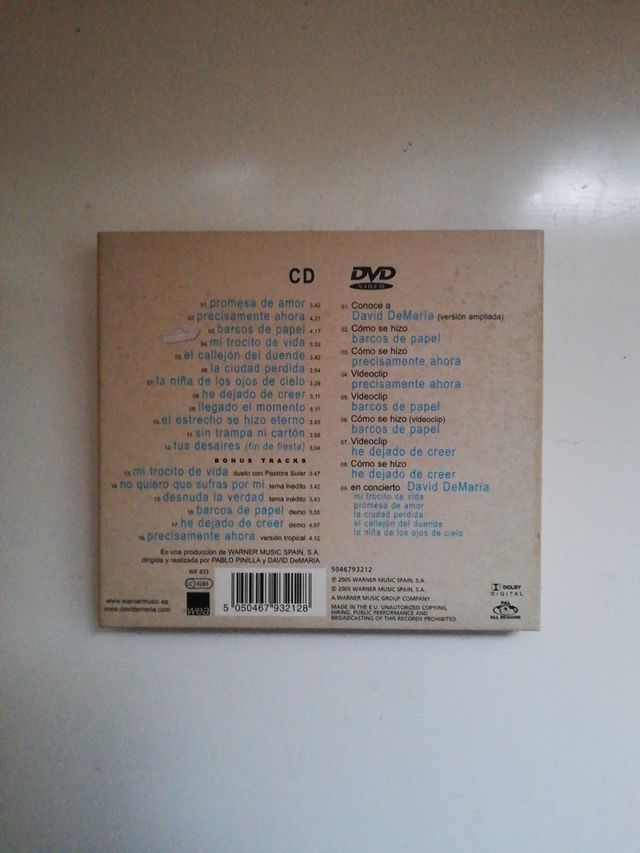 CD
01. promesa de amor 3.42
02. precisamente ahora 4.21
03. barcos de papel 4.17
04. mi trocito de vida 3.52
05. el callejón del duende 3.42
06. la ciudad perdida 3.54
07. la niña de los ojos de cielo 3.29
08. he dejado de creer 5.11
09. llegado el momento 5.11
10. el estrecho se hizo eterno 3.43
11. sin trampa ni cartón 3.56
12. tus desaires (fin de fiesta) 3.04
BONUS TRACKS
13. mi trocito de vida dueto con Pastora Soler 3.47
14. no quiero que sufras por mi tema inédito 3.42
15. desnuda la verdad tema inédito 3.43
16. barcos de papel demo 3.55
17. he dejado de creer demo 4.57
18. precisamente ahora versión tropical 4.12
Es una producción de WARNER MUSIC SPAIN, S.A.
dirigida y realizada por PABLO PINILLA y DAVID DeMARIA
WE 833
LC 4281
www.warnermusic.es
www.davidemaria.com
wea
5 050467 932128
DVD
VIDEO
01. Conoce a
David DeMaría (versión ampliada)
02. Cómo se hizo
barcos de papel
03. Cómo se hizo
precisamente ahora
04. Videoclip
precisamente ahora
05. Videoclip
barcos de papel
06. Cómo se hizo (videoclip)
barcos de papel
07. Videoclip
he dejado de creer
08. Cómo se hizo
he dejado de creer
09. en concierto David DeMaría
mi trocito de vida
promesa de amor
la ciudad perdida
el callejón del duende
la niña de los ojos de cielo
5046793212
℗ 2005 WARNER MUSIC SPAIN, S.A.
© 2005 WARNER MUSIC SPAIN, S.A.
A WARNER MUSIC GROUP COMPANY
MADE IN THE E.U. UNAUTHORIZED COPYING,
HIRING, PUBLIC PERFORMANCE AND
BROADCASTING OF THIS RECORDS PROHIBITED
DOLBY
DIGITAL
PAL
ALL REGIONS